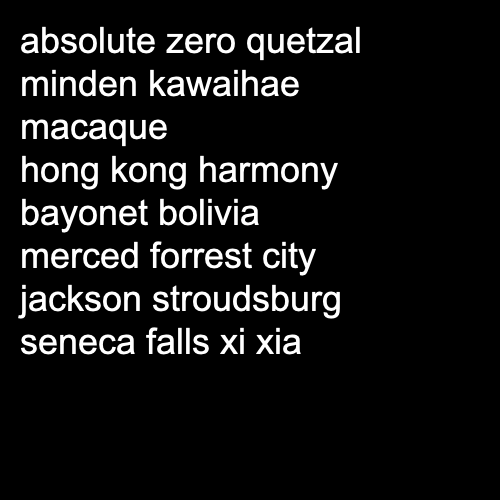 absolute zero quetzal
minden kawaihae
macaque
hong kong harmony
bayonet bolivia
merced forrest city
jackson stroudsburg
seneca falls xi xia